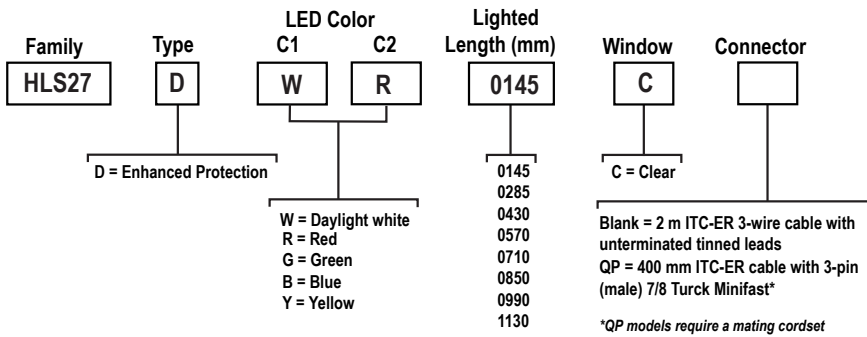 LED Color
Lighted
Family Type C1 C2 Length (mm) Window Connector
HLS27 D W R 0145 C
D = Enhanced Protection
W = Daylight white
R = Red
G = Green
B = Blue
Y = Yellow
0145
0285
0430
0570
0710
0850
0990
1130
C = Clear
Blank = 2 m ITC-ER 3-wire cable with
unterminated tinned leads
QP = 400 mm ITC-ER cable with 3-pin
(male) 7/8 Turck Minifast*
*QP models require a mating cordset